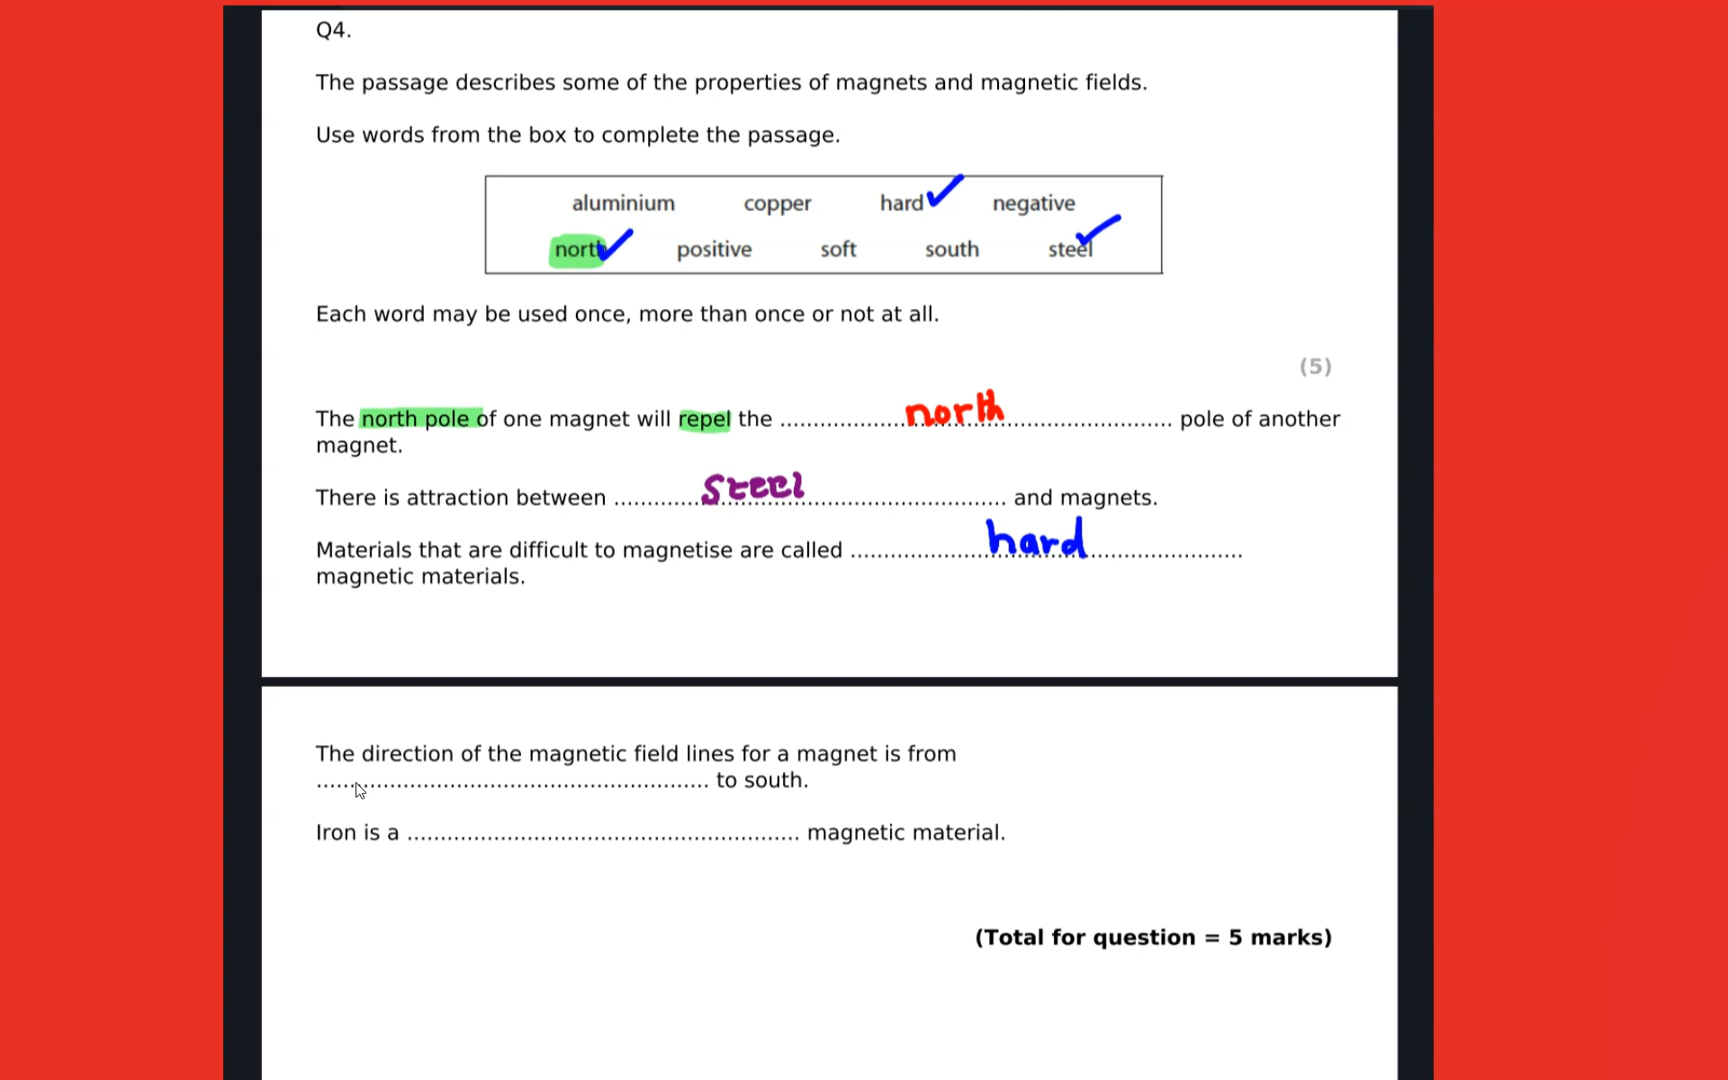 Q4.
The passage describes some of the properties of magnets and magnetic fields.
Use words from the box to complete the passage.
aluminium copper hard negative
north positive soft south steel
Each word may be used once, more than once or not at all.
(5)
The north pole of one magnet will repel the .......... north .......... pole of another
magnet.
There is attraction between .......... steel .......... and magnets.
Materials that are difficult to magnetise are called .......... hard ..........
magnetic materials.
The direction of the magnetic field lines for a magnet is from
.......... to south.
Iron is a .......... magnetic material.
(Total for question = 5 marks)